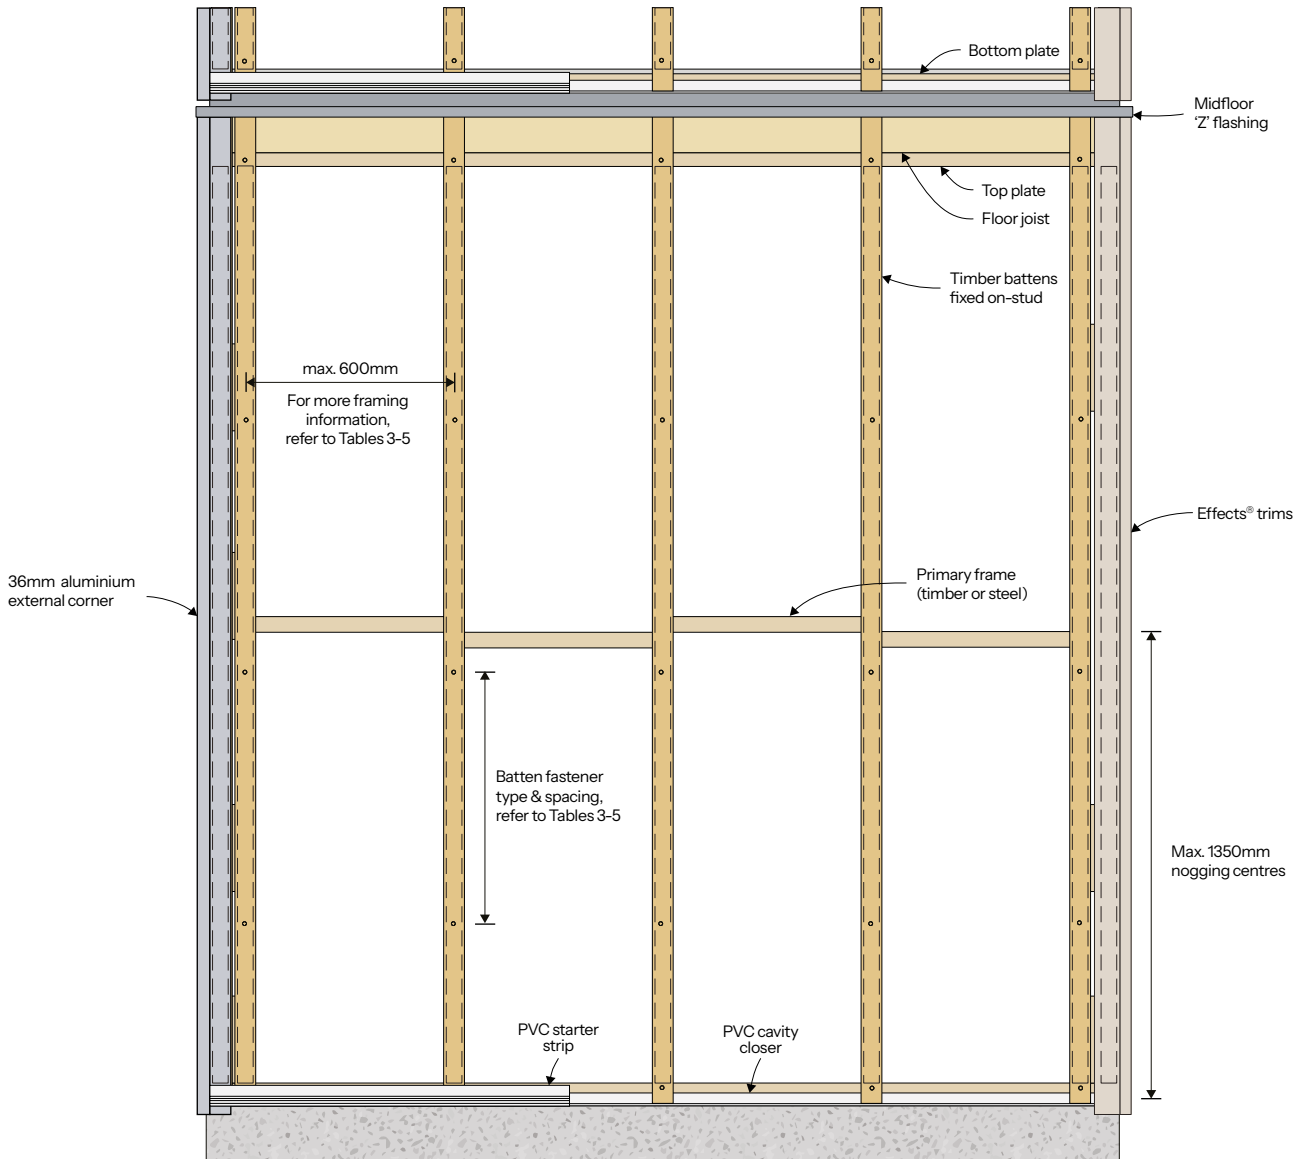 Bottom plate
Midfloor
‘Z’ flashing
Top plate
Floor joist
Timber battens
fixed on-stud
max. 600mm
For more framing
information,
refer to Tables 3-5
Effects® trims
36mm aluminium
external corner
Primary frame
(timber or steel)
Batten fastener
type & spacing,
refer to Tables 3-5
Max. 1350mm
nogging centres
PVC starter
strip
PVC cavity
closer